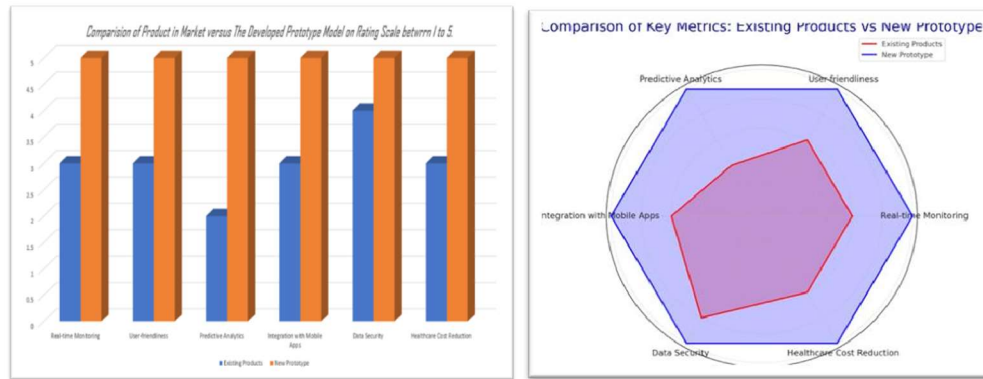 Comparision of Product in Market versus The Developed Prototype Model on Rating Scale betwrrn 1 to 5.
5
4.5
4
3.5
3
2.5
2
1.5
1
0.5
0
Real-time Monitoring
User-friendliness
Predictive Analytics
Integration with Mobile
Apps
Data Security
Healthcare Cost Reduction
Existing Products
New Prototype
Comparison of Key Metrics: Existing Products vs New Prototype
Existing Products
New Prototype
Predictive Analytics
User-friendliness
Integration with Mobile Apps
Real-time Monitoring
Data Security
Healthcare Cost Reduction